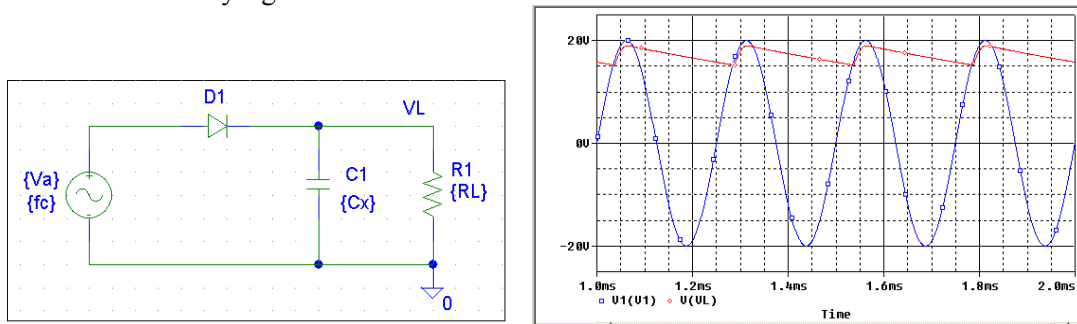 D1
VL
{Va}
{fc}
C1
{Cx}
R1
{RL}
0
20V
0V
-20V
1.0ms
1.2ms
1.4ms
1.6ms
1.8ms
2.0ms
V1(V1)
V(VL)
Time